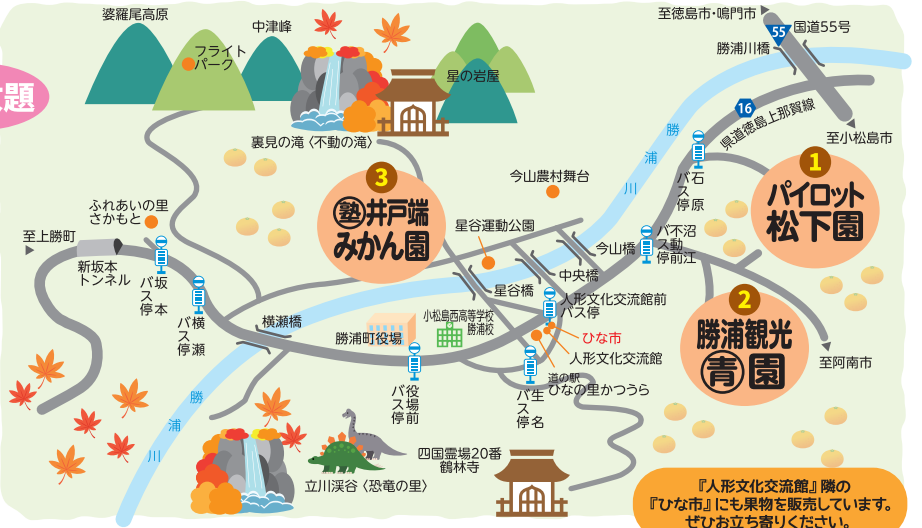 婆羅尾高原
中津峰
フライト
パーク
題
裏見の滝〈不動の滝〉
星の岩屋
至徳島市・鳴門市
55
国道55号
勝浦川橋
16
県道徳島上那賀線
至小松島市
勝浦川
石原
バス停
1
パイロット
松下園
今山農村舞台
3
塾井戸端
みかん園
ふれあいの里
さかもと
至上勝町
新坂本
トンネル
坂本
バス停
横瀬
バス停
横瀬橋
星谷運動公園
星谷橋
中央橋
今山橋
沼江
不動前
バス停
人形文化交流館前
バス停
2
勝浦観光
青園
至阿南市
小松島西高等学校
勝浦校
勝浦町役場
役場前
バス停
ひな市
人形文化交流館
道の駅
ひなの里かつうら
生名
バス停
勝浦川
立川渓谷〈恐竜の里〉
四国霊場20番
鶴林寺
『人形文化交流館』隣の
『ひな市』にも果物を販売しています。
ぜひお立ち寄りください。